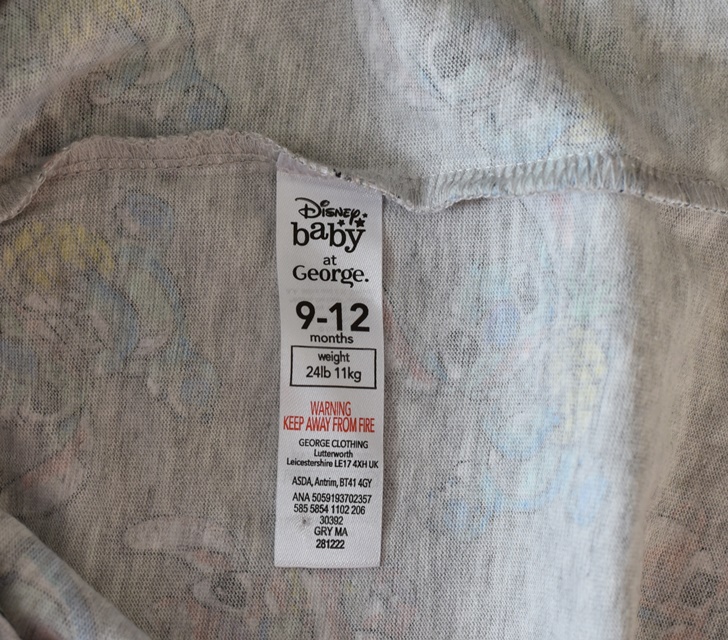 Disney
baby
at
George.
9-12
months
weight
24lb 11kg
WARNING
KEEP AWAY FROM FIRE
GEORGE CLOTHING
Lutterworth
Leicestershire LE17 4XH UK
ASDA, Antrim, BT41 4GY
ANA 5059193702357
585 5854 1102 206
30392
GRY MA
281222